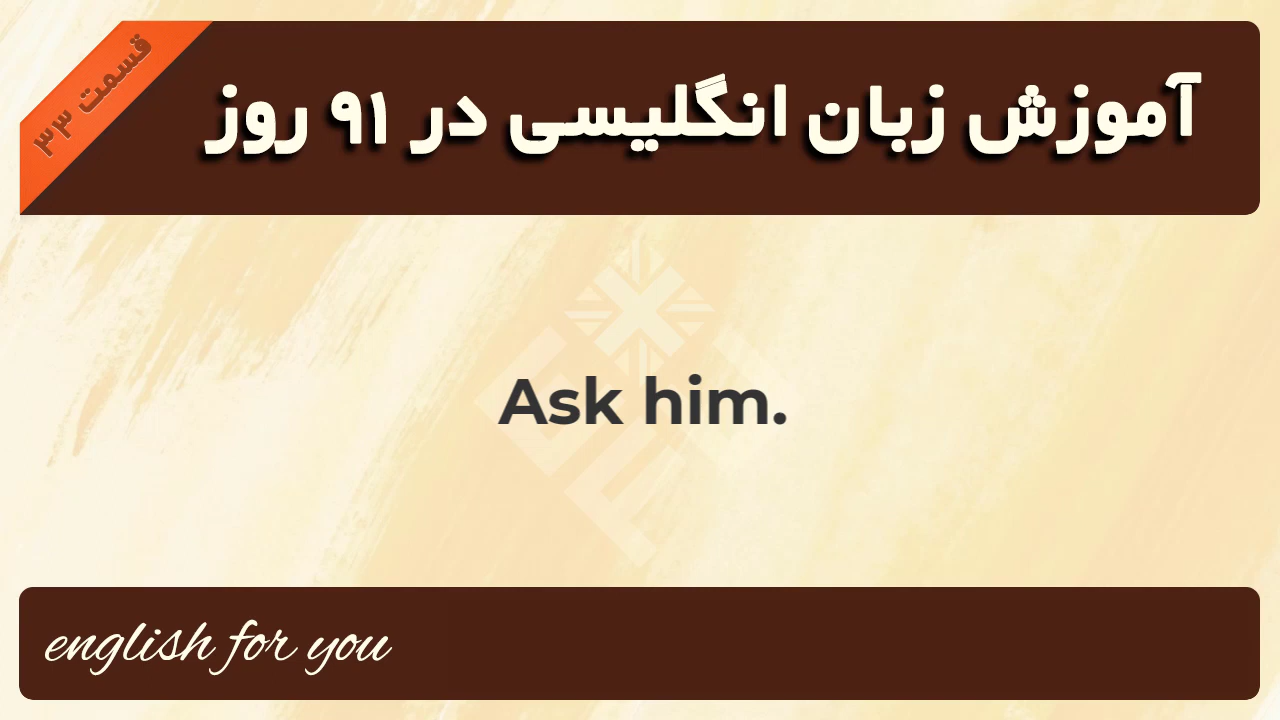 قسمت ۳۳
آموزش زبان انگلیسی در ۹۱ روز
Ask him.
english for you